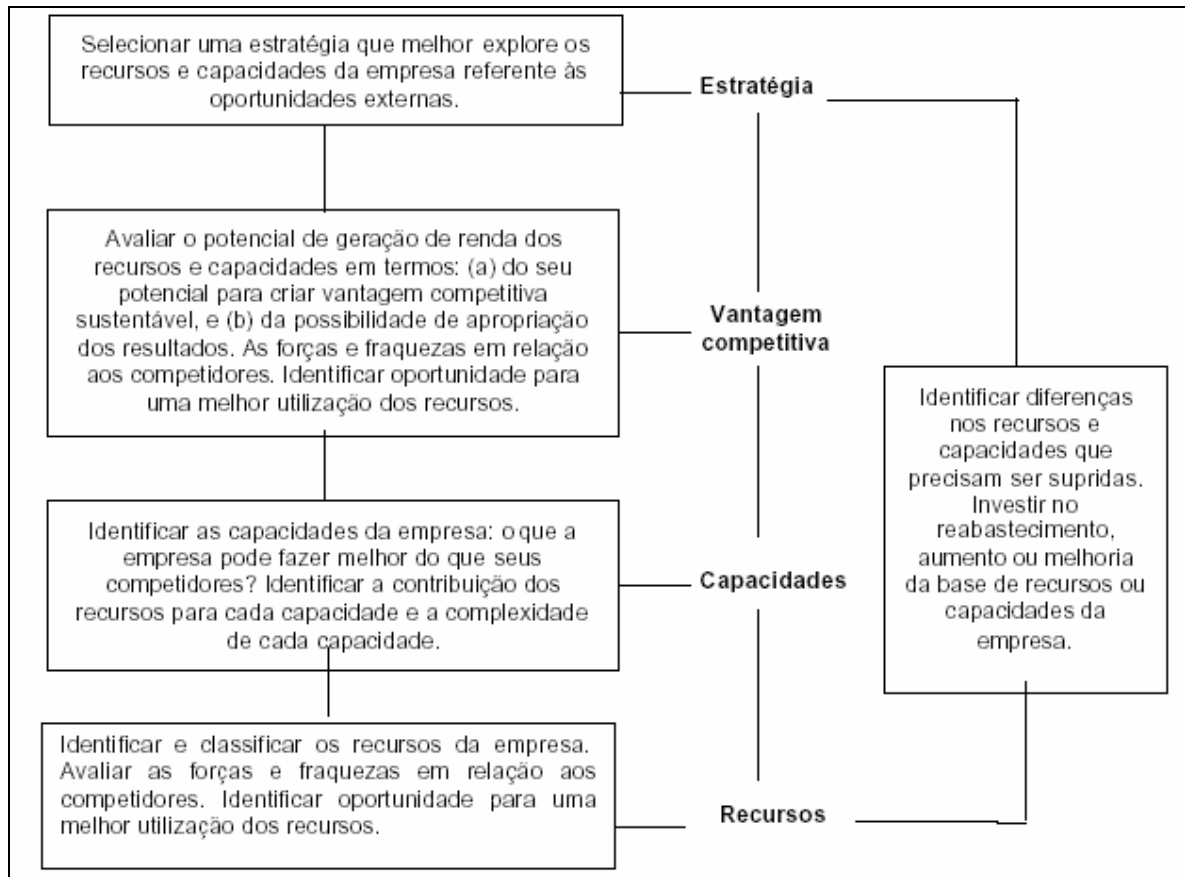 Selecionar uma estratégia que melhor explore os
recursos e capacidades da empresa referente às
oportunidades externas.
Estratégia
Avaliar o potencial de geração de renda dos
recursos e capacidades em termos: (a) do seu
potencial para criar vantagem competitiva
sustentável, e (b) da possibilidade de apropriação
dos resultados. As forças e fraquezas em relação
aos competidores. Identificar oportunidade para
uma melhor utilização dos recursos.
Vantagem
competitiva
Identificar as capacidades da empresa: o que a
empresa pode fazer melhor do que seus
competidores? Identificar a contribuição dos
recursos para cada capacidade e a complexidade
de cada capacidade.
Capacidades
Identificar e classificar os recursos da empresa.
Avaliar as forças e fraquezas em relação aos
competidores. Identificar oportunidade para uma
melhor utilização dos recursos.
Recursos
Identificar diferenças
nos recursos e
capacidades que
precisam ser supridas.
Investir no
reabastecimento,
aumento ou melhoria
da base de recursos ou
capacidades da
empresa.